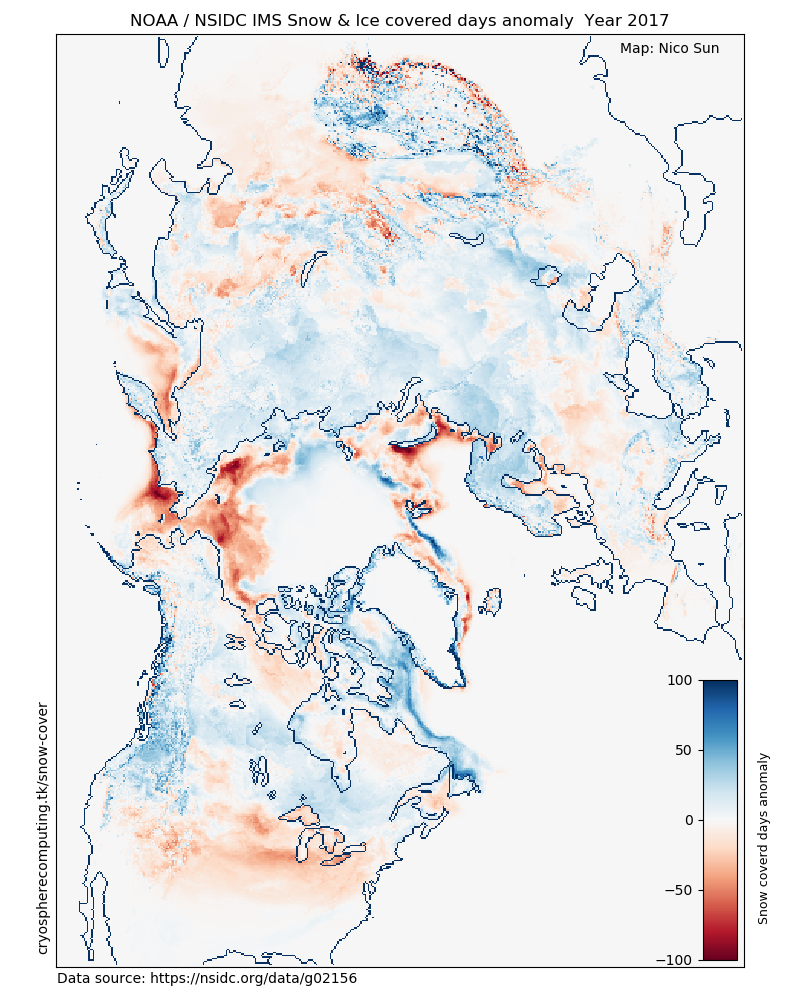 NOAA / NSIDC IMS Snow & Ice covered days anomaly  Year 2017
Map: Nico Sun
cryospherecomputing.tk/snow-cover
100
50
0
−50
−100
Snow coverd days anomaly
Data source: https://nsidc.org/data/g02156